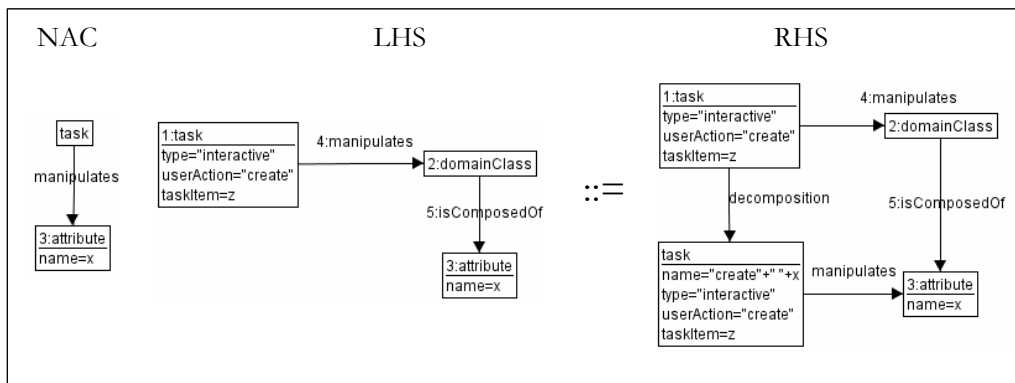 NAC
LHS
RHS
task
manipulates
3:attribute
name=x
1:task
type="interactive"
userAction="create"
taskItem=z
4:manipulates
2:domainClass
5:isComposedOf
3:attribute
name=x
::=
1:task
type="interactive"
userAction="create"
taskItem=z
4:manipulates
2:domainClass
decomposition
5:isComposedOf
task
name="create"+" "+x
type="interactive"
userAction="create"
taskItem=z
manipulates
3:attribute
name=x